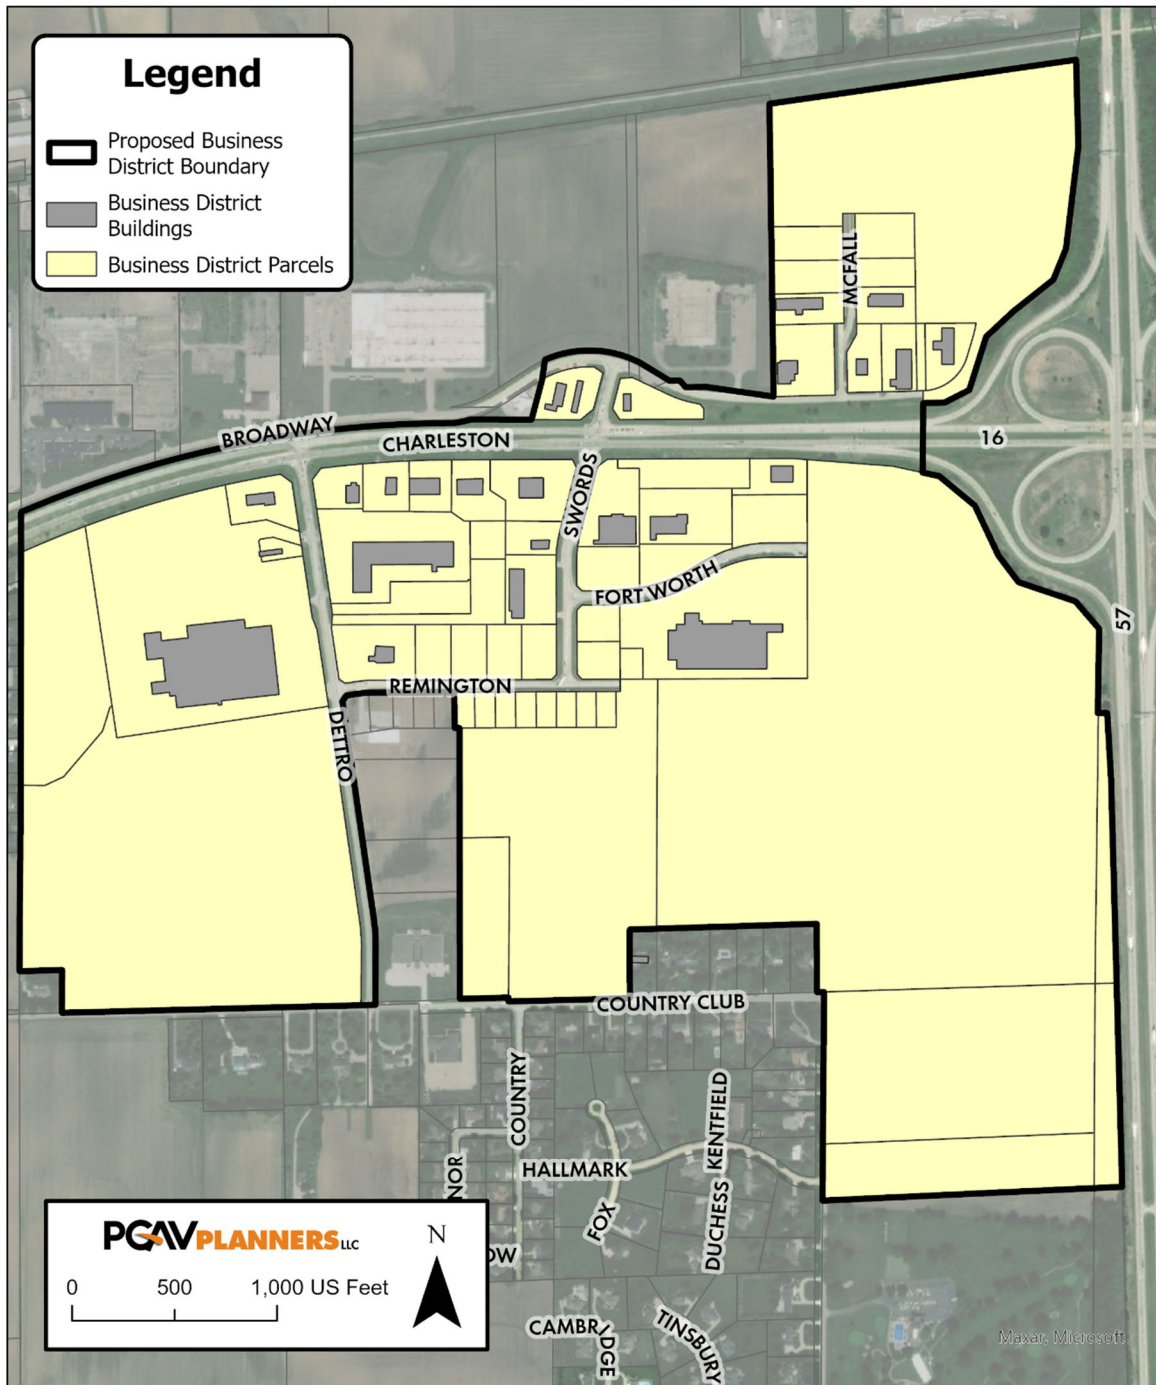 Legend
Proposed Business
District Boundary
Business District
Buildings
Business District Parcels
MCFALL
BROADWAY
CHARLESTON
16
SWORDS
FORT WORTH
57
REMINGTON
DETTRO
COUNTRY CLUB
COUNTRY
KENTFIELD
NOR
HALLMARK
FOX
DUCHESS
OW
CAMBRIDGE
TINSBURY
PGAVPLANNERS LLC
N
0 500 1,000 US Feet
Maxar, Microsoft